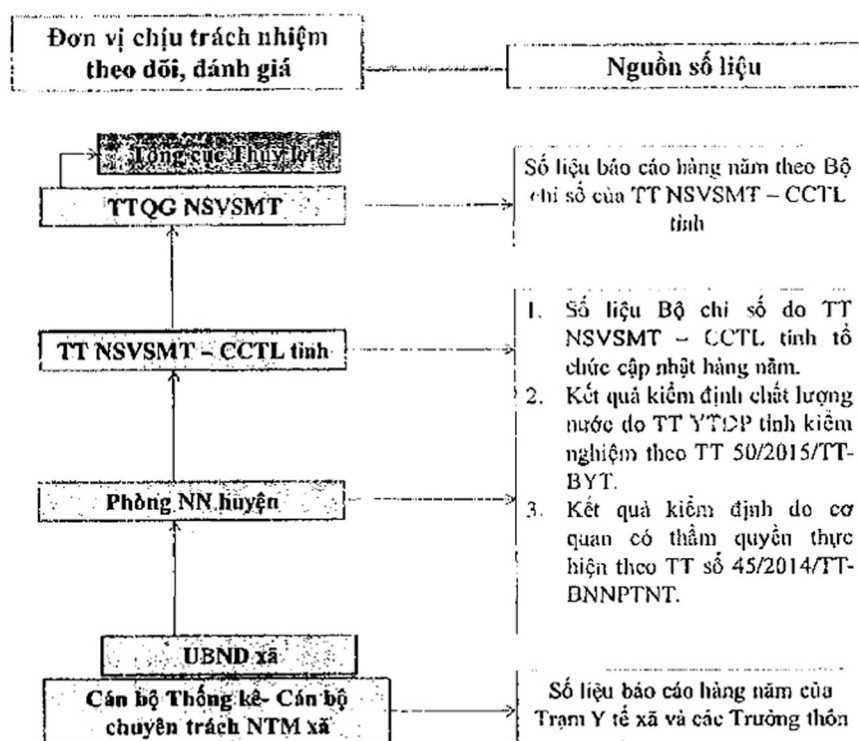 Đơn vị chịu trách nhiệm
theo dõi, đánh giá
Nguồn số liệu
Tổng cục Thủy lợi
TTQG NSVSMT
Số liệu báo cáo hàng năm theo Bộ
chỉ số của TT NSVSMT – CCTL
tỉnh
TT NSVSMT – CCTL tỉnh
1. Số liệu Bộ chỉ số do TT
NSVSMT – CCTL tỉnh tổ
chức cập nhật hàng năm.
2. Kết quả kiểm định chất lượng
nước do TT YTDP tỉnh kiểm
nghiệm theo TT 50/2015/TT-
BYT.
3. Kết quả kiểm định do cơ
quan có thẩm quyền thực
hiện theo TT số 45/2014/TT-
BNNPTNT.
Phòng NN huyện
UBND xã
Cán bộ Thống kê- Cán bộ
chuyên trách NTM xã
Số liệu báo cáo hàng năm của
Trạm Y tế xã và các Trưởng thôn